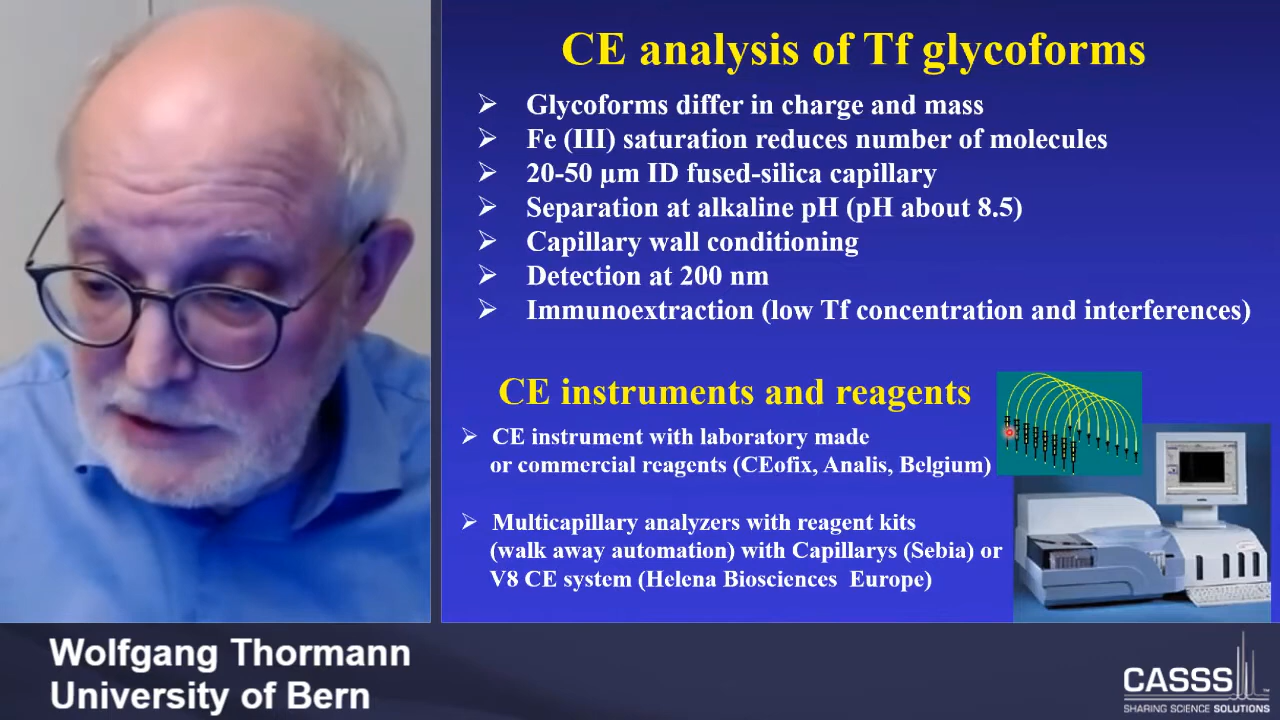 CE analysis of Tf glycoforms
➢ Glycoforms differ in charge and mass
➢ Fe (III) saturation reduces number of molecules
➢ 20-50 µm ID fused-silica capillary
➢ Separation at alkaline pH (pH about 8.5)
➢ Capillary wall conditioning
➢ Detection at 200 nm
➢ Immunoextraction (low Tf concentration and interferences)
CE instruments and reagents
➢ CE instrument with laboratory made
or commercial reagents (CEofix, Analis, Belgium)
➢ Multicapillary analyzers with reagent kits
(walk away automation) with Capillarys (Sebia) or
V8 CE system (Helena Biosciences Europe)
Wolfgang Thormann
University of Bern
CASSS
SHARING SCIENCE SOLUTIONS